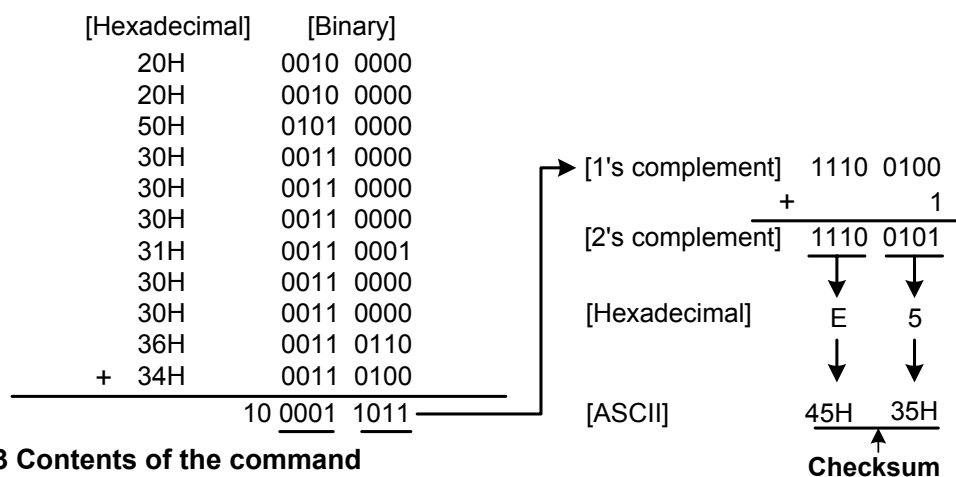 [Hexadecimal] [Binary]
20H 0010 0000
20H 0010 0000
50H 0101 0000
30H 0011 0000
30H 0011 0000
30H 0011 0000
31H 0011 0001
30H 0011 0000
30H 0011 0000
36H 0011 0110
+ 34H 0011 0100
10 0001 1011
[1's complement] 1110 0100
+ 1
[2's complement] 1110 0101
[Hexadecimal] E 5
[ASCII] 45H 35H
Checksum
3 Contents of the command